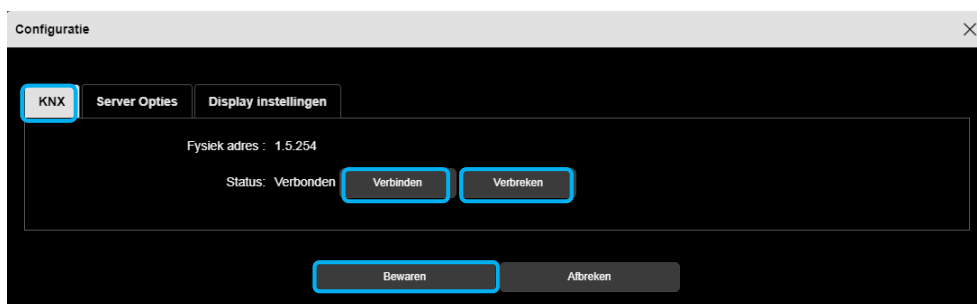 Configuratie
KNX Server Opties Display instellingen
Fysiek adres : 1.5.254
Status: Verbonden Verbinden Verbreken
Bewaren Afbreken